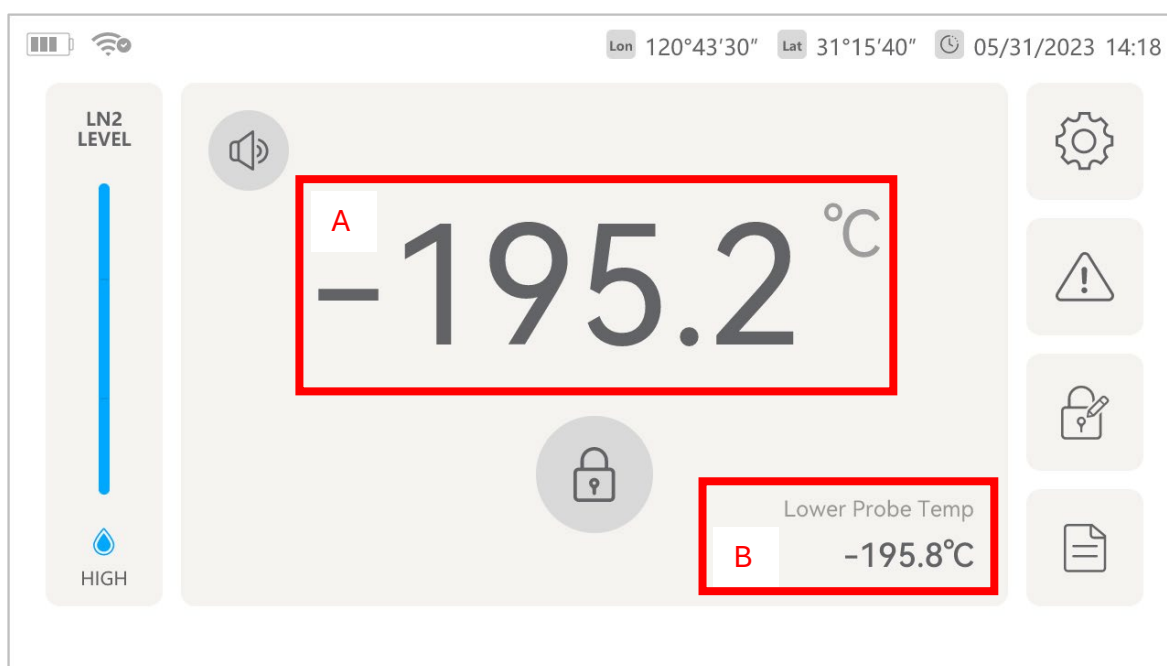 Lon 120°43′30″ Lat 31°15′40″ 05/31/2023 14:18
LN2
LEVEL
A
-195.2 °C
Lower Probe Temp
B -195.8°C
HIGH